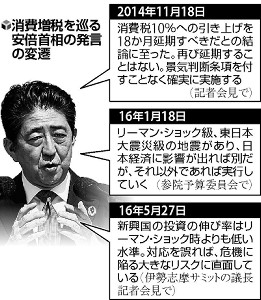 消費増税を巡る
安倍首相の発言
の変遷
2014年11月18日
消費税10%への引き上げを
18か月延期すべきだとの結
論に至った。再び延期するこ
とはない。景気判断条項を付
すことなく確実に実施する
(記者会見で)
16年1月18日
リーマン・ショック級、東日本
大震災級の地震があり、日
本経済に影響が出れば別だ
が、それ以外であれば実行し
ていく(参院予算委員会で)
16年5月27日
新興国の投資の伸び率はリ
ーマン・ショック時よりも低い
水準。対応を誤れば、危機に
陥る大きなリスクに直面して
いる(伊勢志摩サミットの議長
記者会見で)